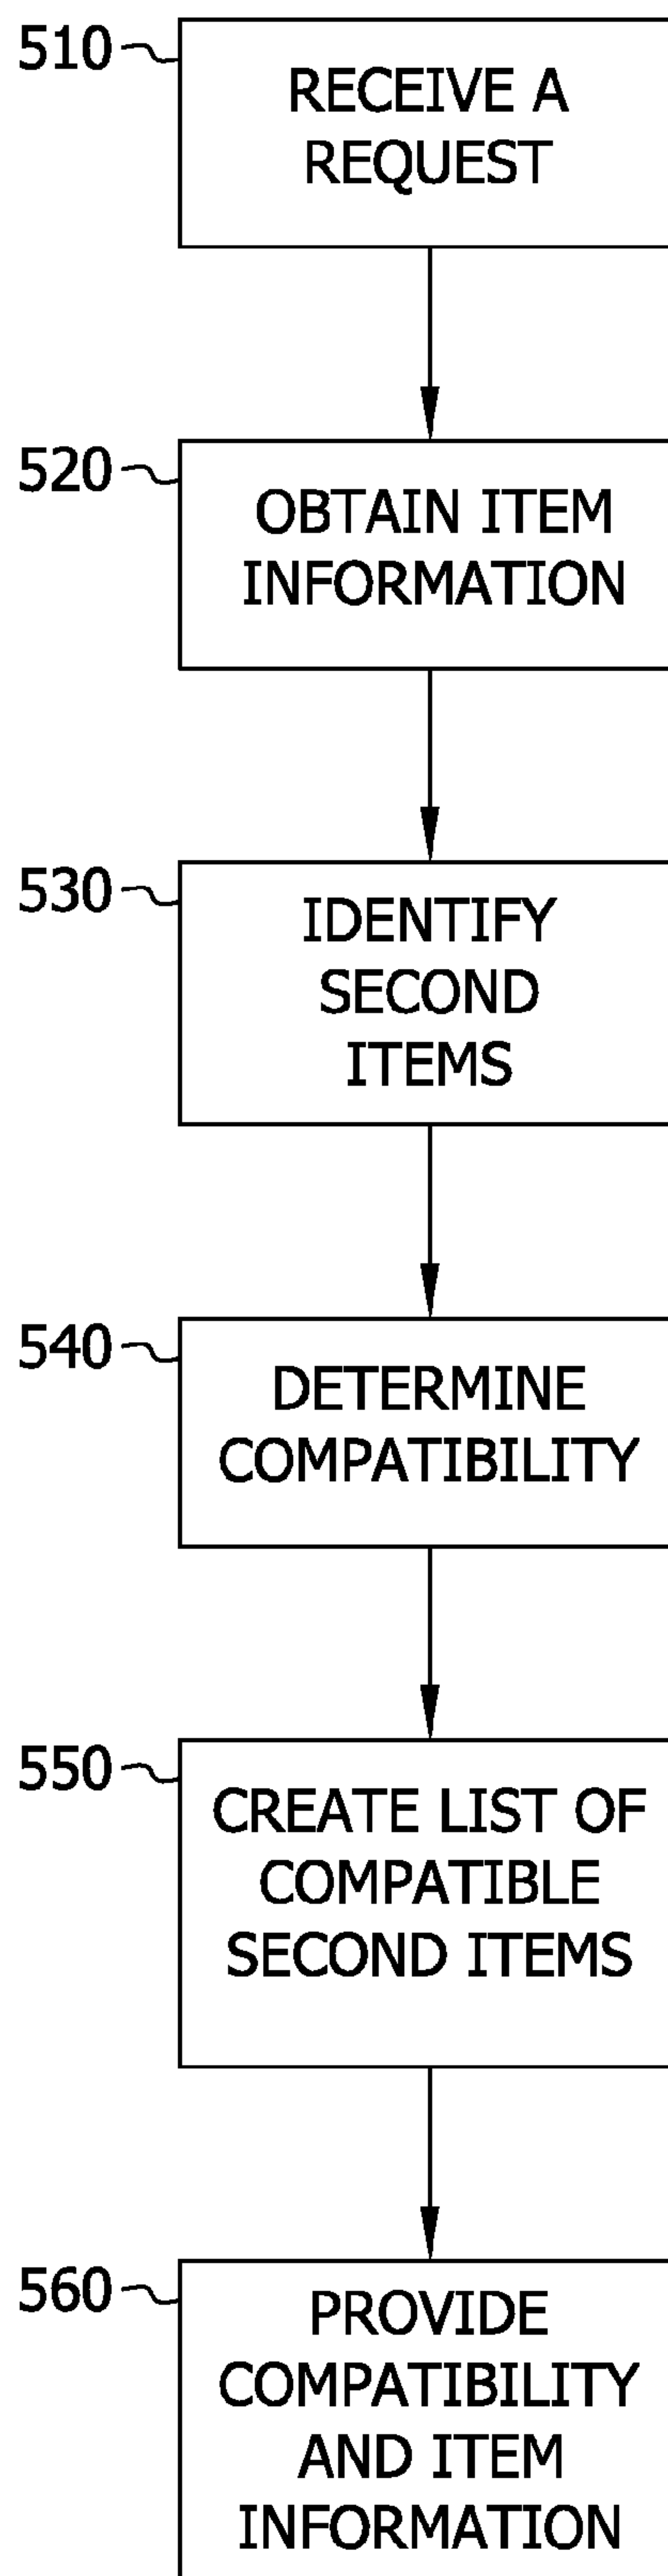 510
RECEIVE A
REQUEST
520
OBTAIN ITEM
INFORMATION
530
IDENTIFY
SECOND
ITEMS
540
DETERMINE
COMPATIBILITY
550
CREATE LIST OF
COMPATIBLE
SECOND ITEMS
560
PROVIDE
COMPATIBILITY
AND ITEM
INFORMATION